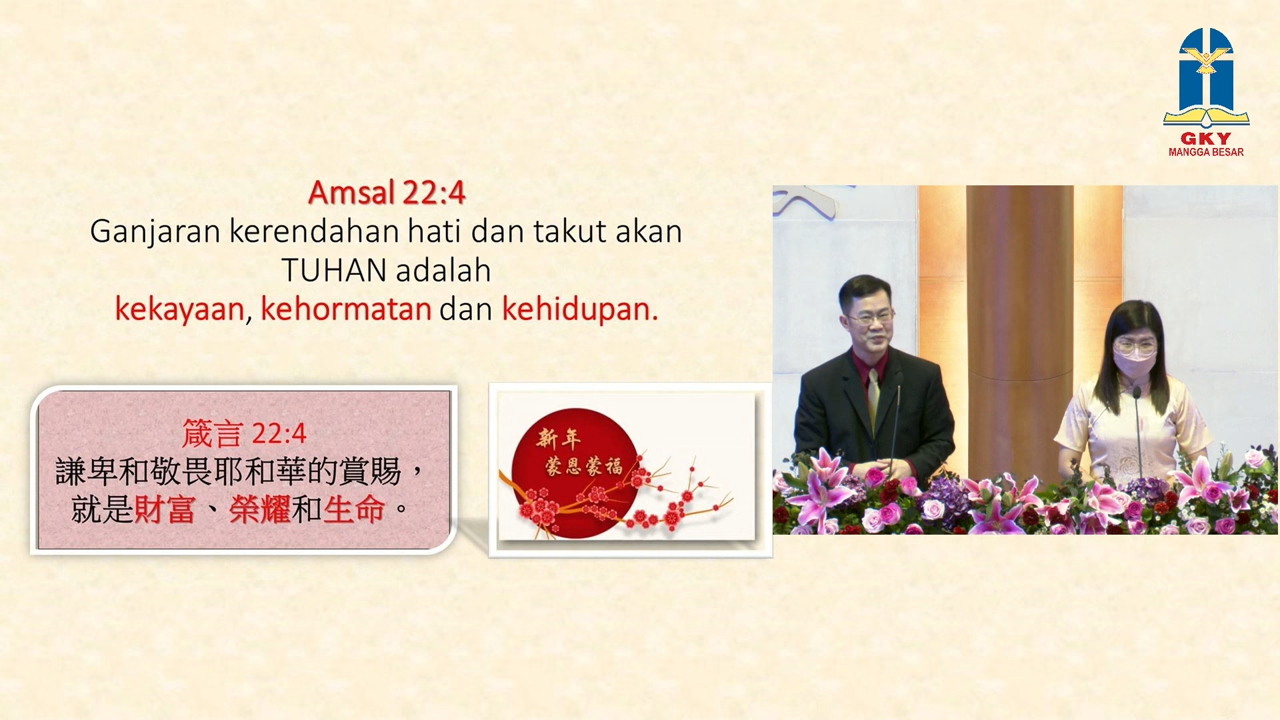 GKY
MANGGA BESAR
Amsal 22:4
Ganjaran kerendahan hati dan takut akan
TUHAN adalah
kekayaan, kehormatan dan kehidupan.
箴言 22:4
謙卑和敬畏耶和華的賞賜，
就是財富、榮耀和生命。
新年
蒙恩蒙福